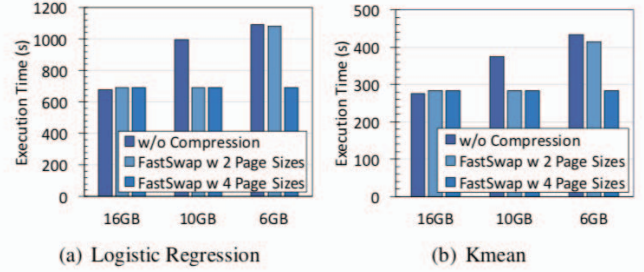 1200
1000
800
600
400
200
0
Execution Time (s)
w/o Compression
FastSwap w 2 Page Sizes
FastSwap w 4 Page Sizes
16GB 10GB 6GB
(a) Logistic Regression
500
400
300
200
100
0
Execution Time (s)
w/o Compression
FastSwap w 2 Page Sizes
FastSwap w 4 Page Sizes
16GB 10GB 6GB
(b) Kmean